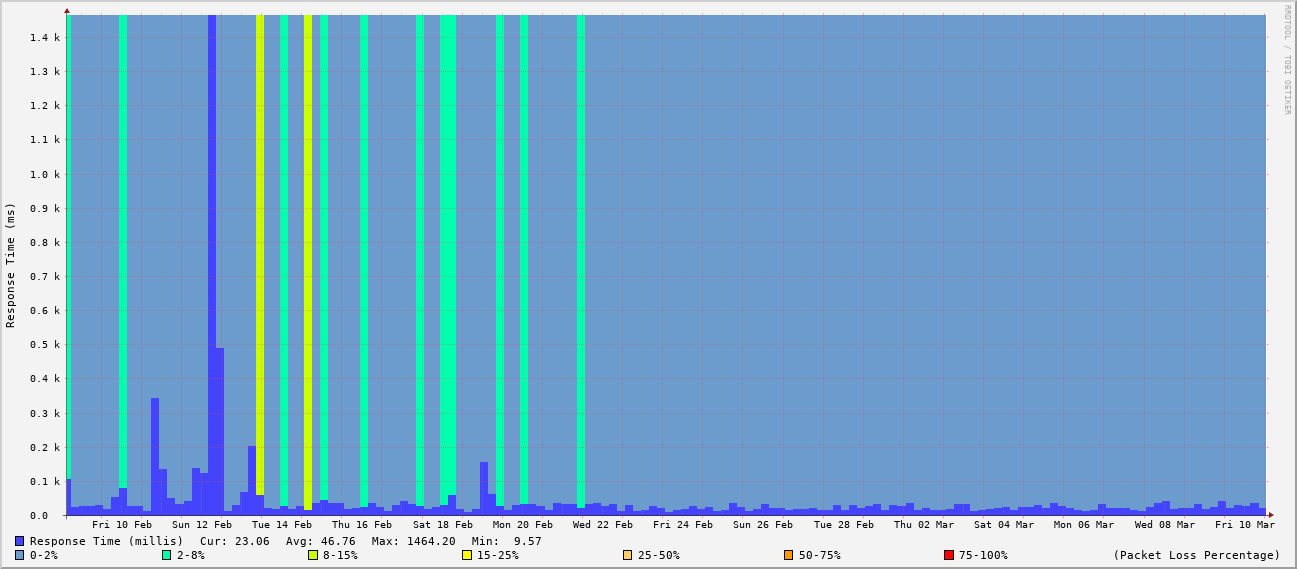 RRDTOOL / TOBI OETIKER
Response Time (ms)
1.4 k
1.3 k
1.2 k
1.1 k
1.0 k
0.9 k
0.8 k
0.7 k
0.6 k
0.5 k
0.4 k
0.3 k
0.2 k
0.1 k
0.0
Fri 10 Feb Sun 12 Feb Tue 14 Feb Thu 16 Feb Sat 18 Feb Mon 20 Feb Wed 22 Feb Fri 24 Feb Sun 26 Feb Tue 28 Feb Thu 02 Mar Sat 04 Mar Mon 06 Mar Wed 08 Mar Fri 10 Mar
Response Time (millis) Cur: 23.06 Avg: 46.76 Max: 1464.20 Min: 9.57
0-2% 2-8% 8-15% 15-25% 25-50% 50-75% 75-100% (Packet Loss Percentage)